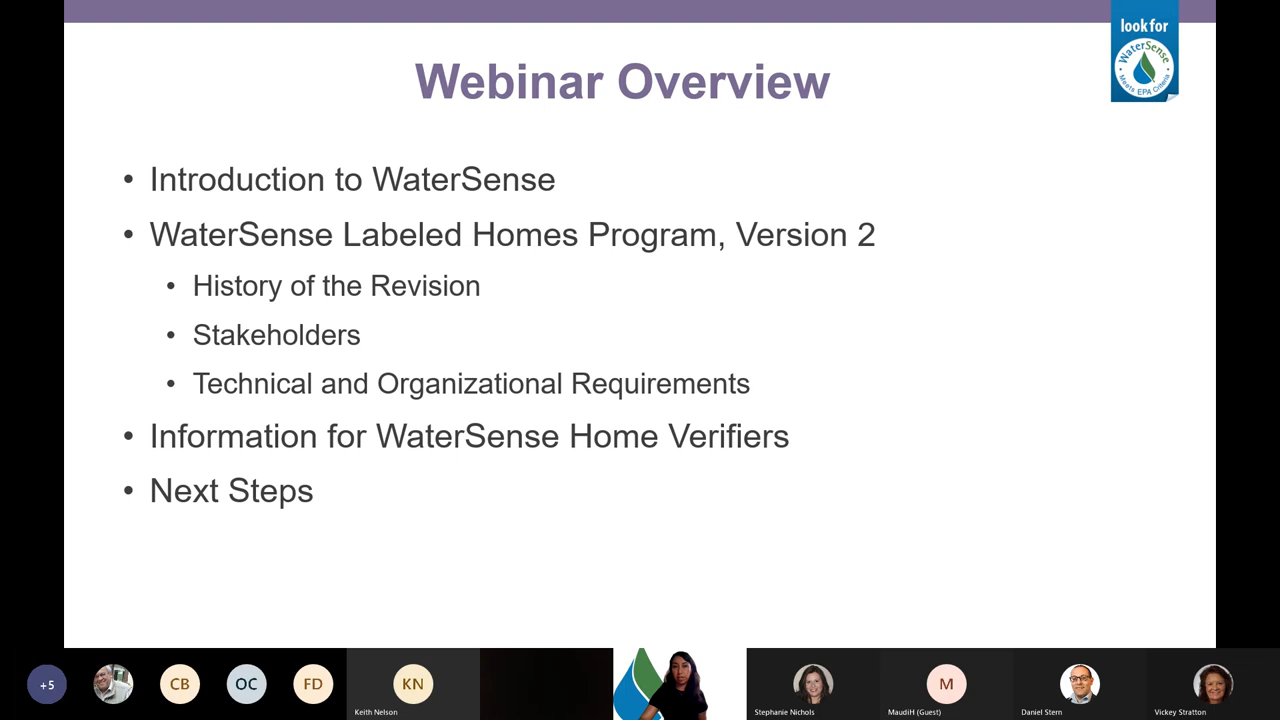 look for
WaterSense
Meets EPA Criteria
Webinar Overview
• Introduction to WaterSense
• WaterSense Labeled Homes Program, Version 2
• History of the Revision
• Stakeholders
• Technical and Organizational Requirements
• Information for WaterSense Home Verifiers
• Next Steps
+5
CB
OC
FD
KN
M
Keith Nelson
Stephanie Nichols
MaudiH (Guest)
Daniel Stern
Vickey Stratton